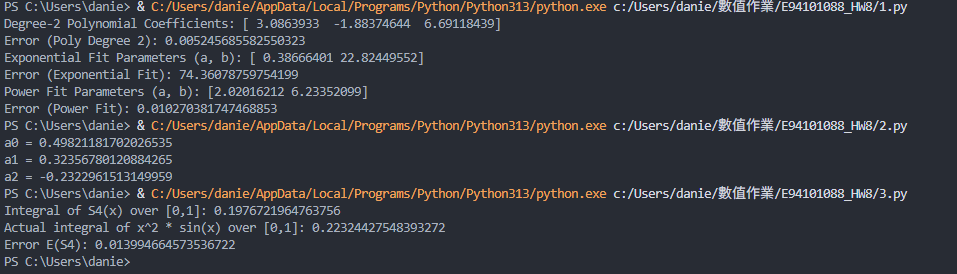 PS C:\Users\danie> & C:/Users/danie/AppData/Local/Programs/Python/Python313/python.exe c:/Users/danie/數值作業/E94101088_HW8/1.py
Degree-2 Polynomial Coefficients: [ 3.0863933  -1.88374644  6.69118439]
Error (Poly Degree 2): 0.005245685582550323
Exponential Fit Parameters (a, b): [ 0.38666401 22.82449552]
Error (Exponential Fit): 74.36078759754199
Power Fit Parameters (a, b): [2.02016212 6.23352099]
Error (Power Fit): 0.010270381747468853
PS C:\Users\danie> & C:/Users/danie/AppData/Local/Programs/Python/Python313/python.exe c:/Users/danie/數值作業/E94101088_HW8/2.py
a0 = 0.49821181702026535
a1 = 0.32356780120884265
a2 = -0.2322961513149959
PS C:\Users\danie> & C:/Users/danie/AppData/Local/Programs/Python/Python313/python.exe c:/Users/danie/數值作業/E94101088_HW8/3.py
Integral of S4(x) over [0,1]: 0.1976721964763756
Actual integral of x^2 * sin(x) over [0,1]: 0.22324427548393272
Error E(S4): 0.013994664573536722
PS C:\Users\danie>